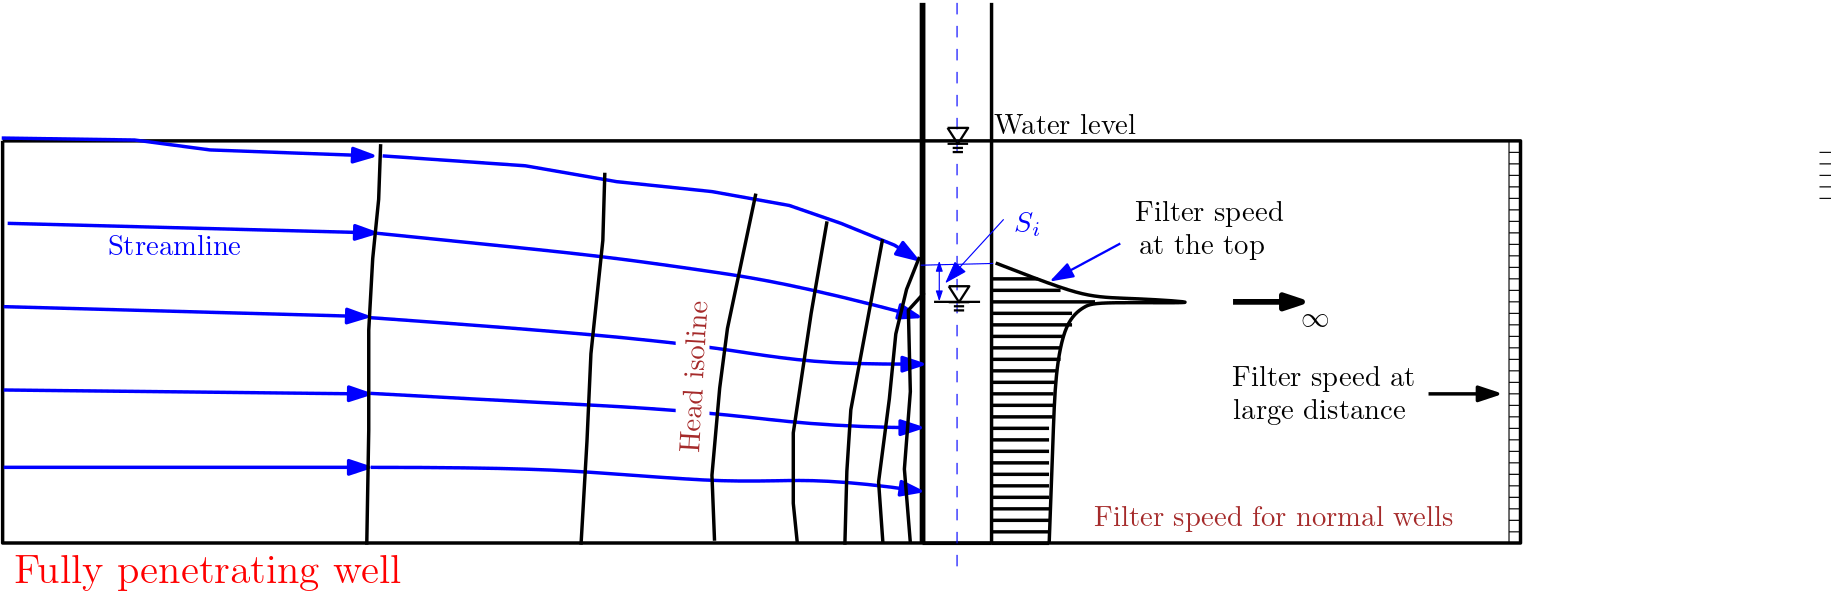 Water level
Filter speed
at the top
S_i
Streamline
Head isoline
∞
Filter speed at
large distance
Filter speed for normal wells
Fully penetrating well